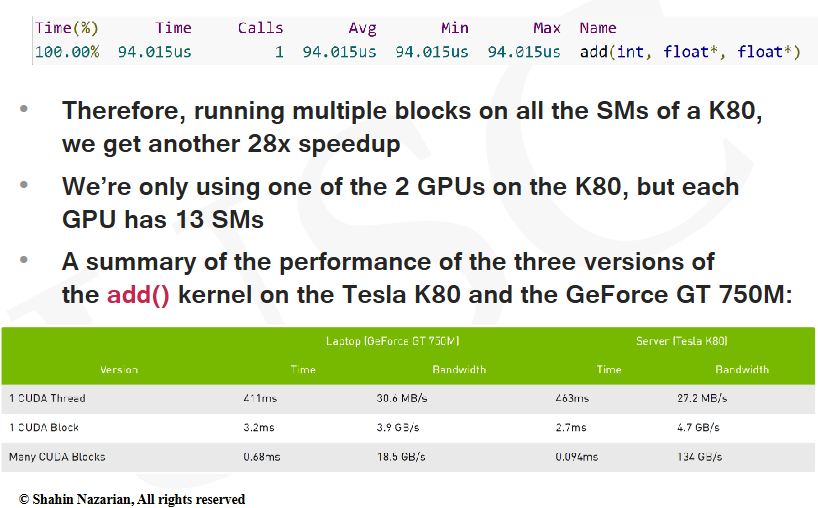 Time(%) Time Calls Avg Min Max Name
100.00% 94.015us 1 94.015us 94.015us 94.015us add(int, float*, float*)
• Therefore, running multiple blocks on all the SMs of a K80,
we get another 28x speedup
• We’re only using one of the 2 GPUs on the K80, but each
GPU has 13 SMs
• A summary of the performance of the three versions of
the add() kernel on the Tesla K80 and the GeForce GT 750M:
Laptop (GeForce GT 750M) Server (Tesla K80)
Version Time Bandwidth Time Bandwidth
1 CUDA Thread 411ms 30.6 MB/s 463ms 27.2 MB/s
1 CUDA Block 3.2ms 3.9 GB/s 2.7ms 4.7 GB/s
Many CUDA Blocks 0.68ms 18.5 GB/s 0.094ms 134 GB/s
© Shahin Nazarian, All rights reserved